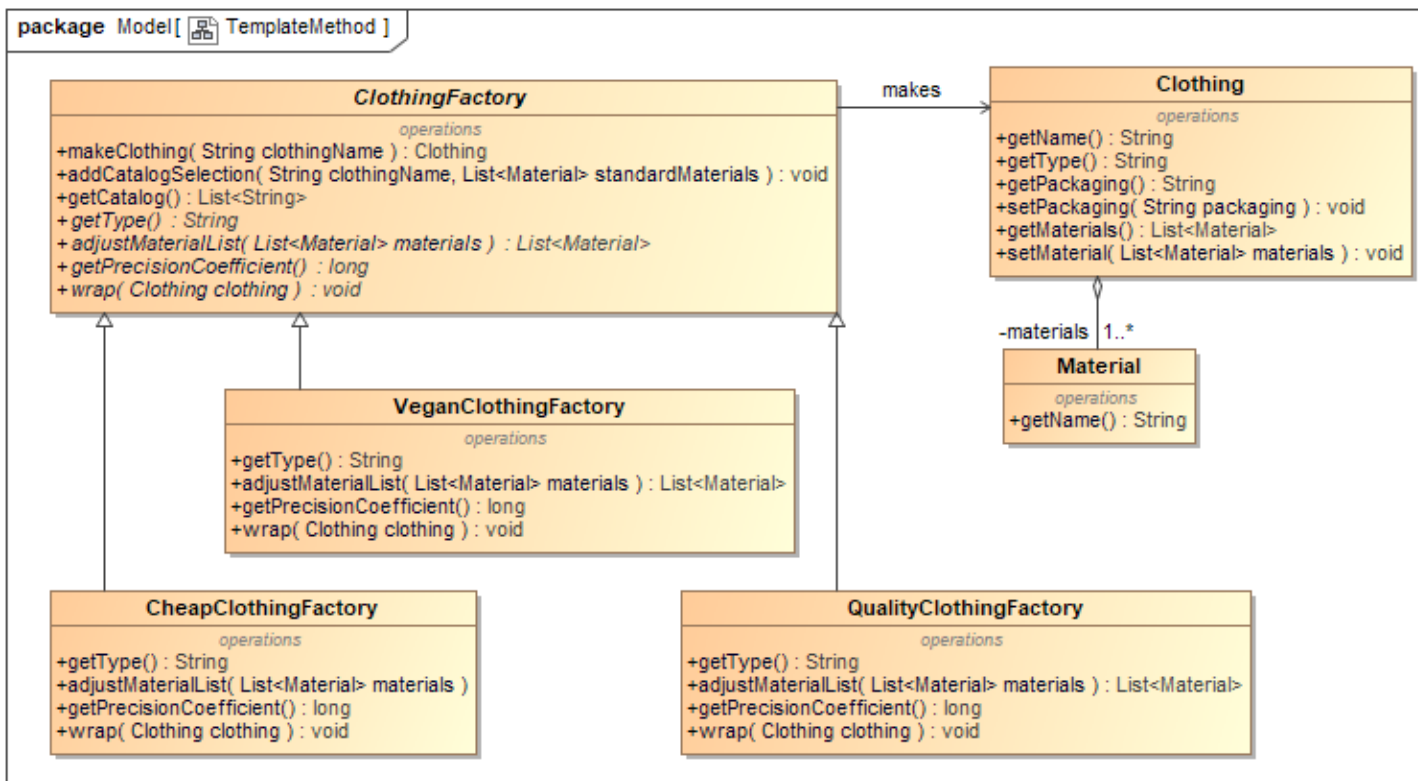 package Model[ TemplateMethod ]
ClothingFactory
operations
+makeClothing( String clothingName ) : Clothing
+addCatalogSelection( String clothingName, List<Material> standardMaterials ) : void
+getCatalog() : List<String>
+getType() : String
+adjustMaterialList( List<Material> materials ) : List<Material>
+getPrecisionCoefficient() : long
+wrap( Clothing clothing ) : void
makes
Clothing
operations
+getName() : String
+getType() : String
+getPackaging() : String
+setPackaging( String packaging ) : void
+getMaterials() : List<Material>
+setMaterial( List<Material> materials ) : void
-materials 1..*
Material
operations
+getName() : String
VeganClothingFactory
operations
+getType() : String
+adjustMaterialList( List<Material> materials ) : List<Material>
+getPrecisionCoefficient() : long
+wrap( Clothing clothing ) : void
CheapClothingFactory
operations
+getType() : String
+adjustMaterialList( List<Material> materials )
+getPrecisionCoefficient() : long
+wrap( Clothing clothing ) : void
QualityClothingFactory
operations
+getType() : String
+adjustMaterialList( List<Material> materials ) : List<Material>
+getPrecisionCoefficient() : long
+wrap( Clothing clothing ) : void